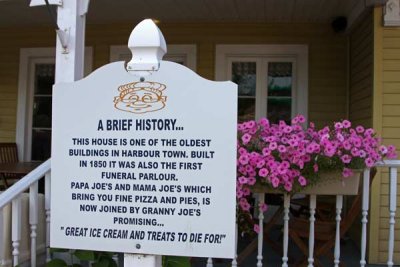 A BRIEF HISTORY...
THIS HOUSE IS ONE OF THE OLDEST
BUILDINGS IN HARBOUR TOWN. BUILT
IN 1850 IT WAS ALSO THE FIRST
FUNERAL PARLOUR.
PAPA JOE'S AND MAMA JOE'S WHICH
BRING YOU FINE PIZZA AND PIES, IS
NOW JOINED BY GRANNY JOE'S
PROMISING...
"GREAT ICE CREAM AND TREATS TO DIE FOR!"